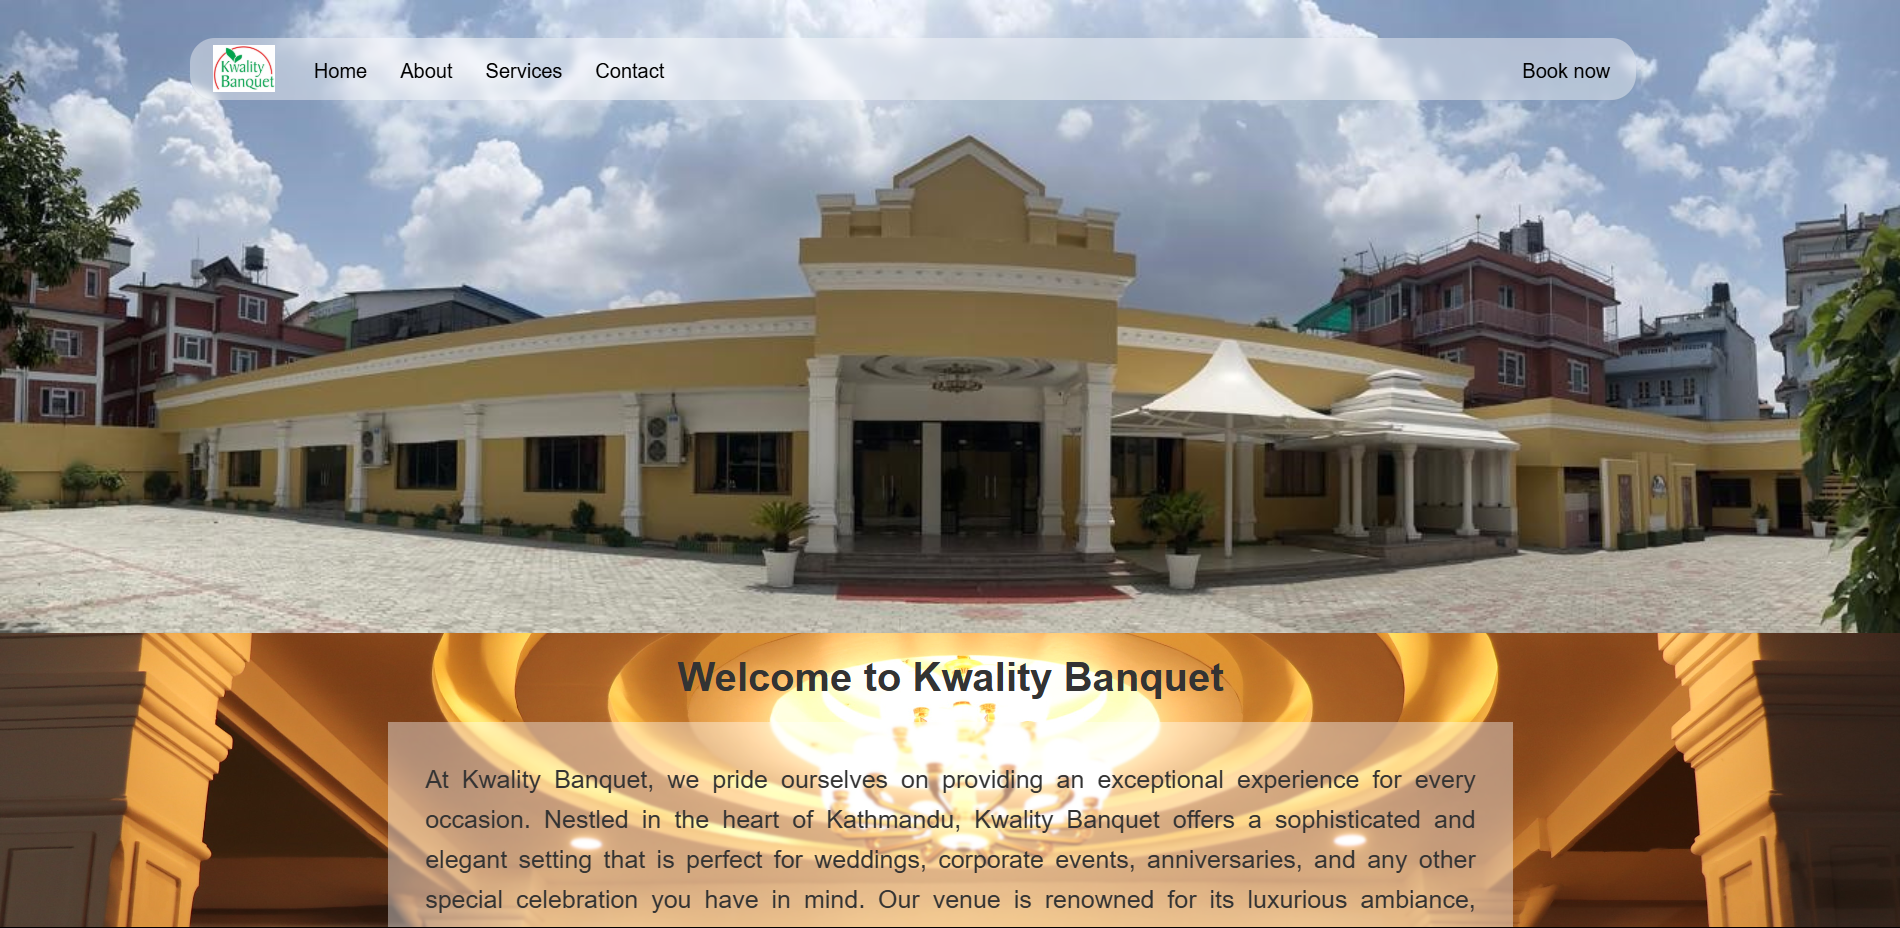 Kwality
Banquet
Home
About
Services
Contact
Book now
Welcome to Kwality Banquet
At Kwality Banquet, we pride ourselves on providing an exceptional experience for every
occasion. Nestled in the heart of Kathmandu, Kwality Banquet offers a sophisticated and
elegant setting that is perfect for weddings, corporate events, anniversaries, and any other
special celebration you have in mind. Our venue is renowned for its luxurious ambiance,